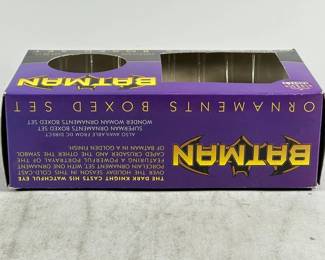 BATMAN
ORNAMENTS BOXED SET
BATMAN
THE DARK KNIGHT CASTS HIS WATCHFUL EYE
OVER THE HOLIDAY SEASON IN THIS COLD-CAST
PORCELAIN ORNAMENT SET, WITH ONE ORNAMENT
FEATURING A POWERFUL PORTRAYAL OF THE
CAPED CRUSADER AND THE OTHER THE SYMBOL
OF BATMAN IN GOLDEN FINISH.
ALSO AVAILABLE FROM DC DIRECT
SUPERMAN ORNAMENTS BOXED SET
WONDER WOMAN ORNAMENTS BOXED SET